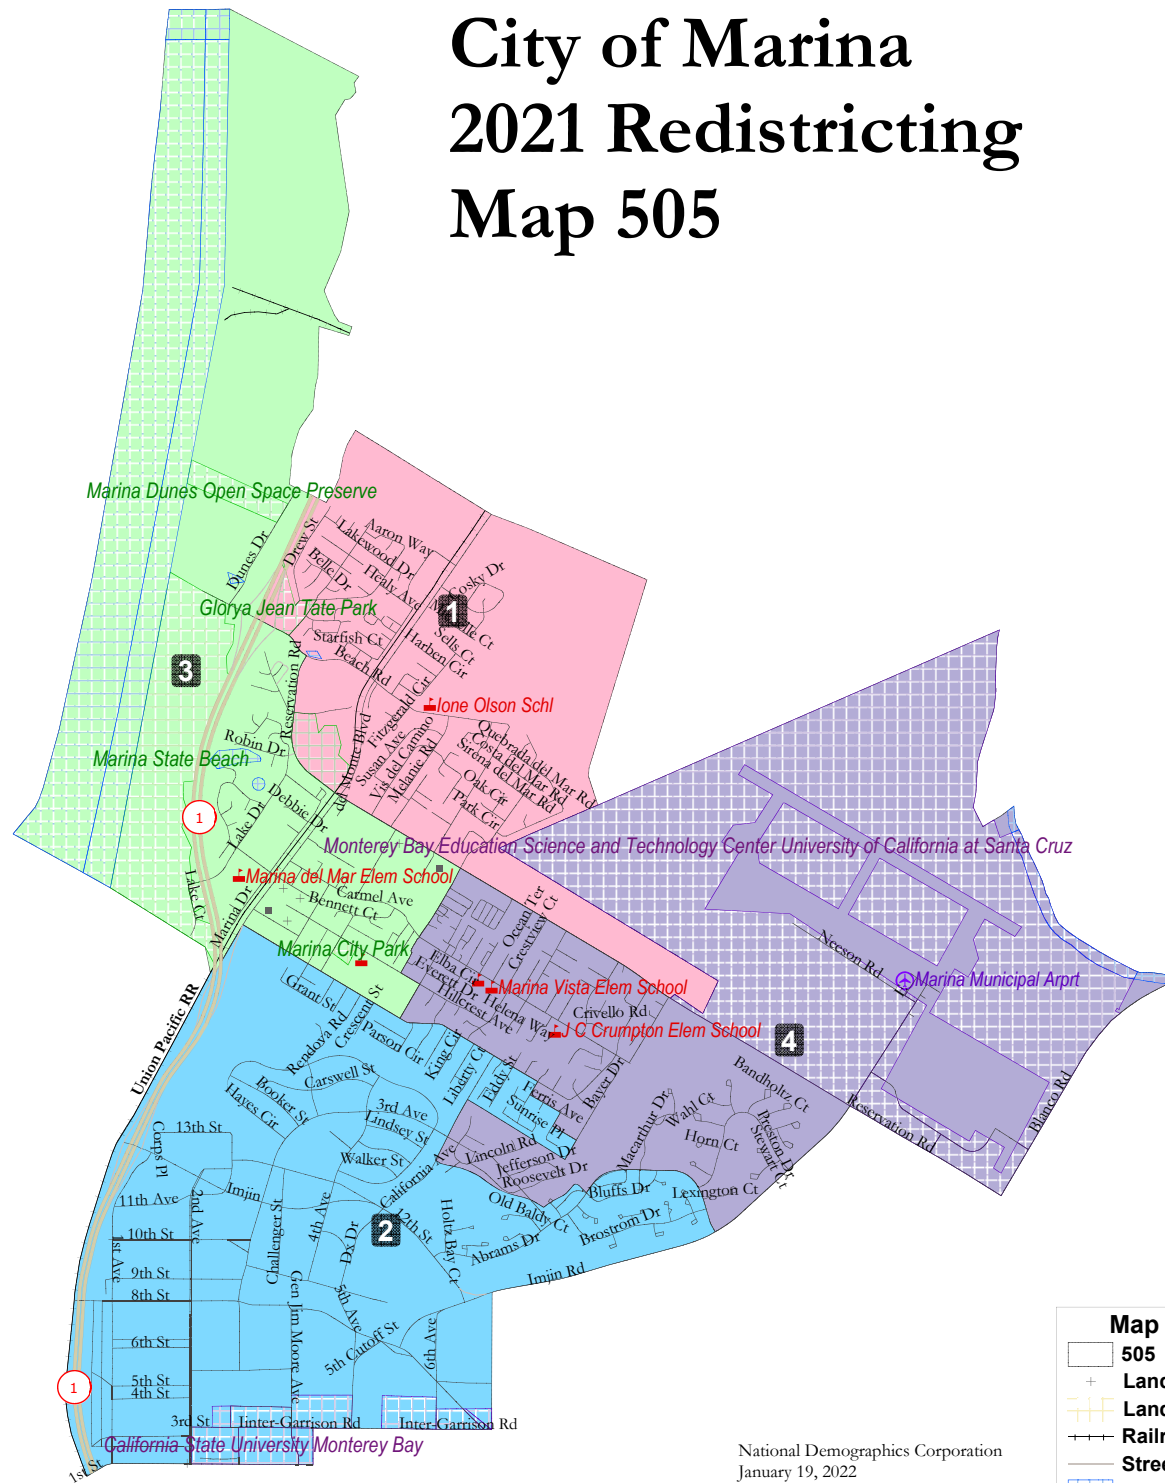 City of Marina
2021 Redistricting
Map 505
Marina Dunes Open Space Preserve
Drew St
Aaron Way
Lakewood Dr
Dunes Dr
Belle Dr
Healy Ave
Cosky Dr
Glorya Jean Tate Park
1
Starfish Ct
Sells Ct
Harben Cir
Beach Rd
3
Reservation Rd
Fitzgerald Cir
Ione Olson Schl
Robin Dr
del Monte Blvd
Susan Ave
Vis del Camino
Melanie Rd
Quebrada del Mar Rd
Costa del Mar Rd
Sirena del Mar Rd
Marina State Beach
Oak Cir
Park Cir
Debbie Dr
Lake Dr
1
Monterey Bay Education Science and Technology Center University of California at Santa Cruz
Marina del Mar Elem School
Lake Ct
Marina Dr
Carmel Ave
Bennett Ct
Ocean Ter
Crestview Ct
Marina City Park
Neeson Rd
Elba Cir
Everett Dr
Hillcrest Ave
Helena Way
Marina Vista Elem School
Marina Municipal Arprt
Grant St
Crescent St
Crivello Rd
J C Crumpton Elem School
4
Union Pacific RR
Rendova Rd
Parson Cir
King Cir
Liberty Ct
Eddy St
Ferris Ave
Sunrise Pl
Bayer Dr
Bandholtz Ct
Carswell St
Booker St
Hayes Cir
3rd Ave
Lindsey St
Macarthur Dr
Wahl Ct
Preston Dr
Stewart Ct
Horn Ct
Reservation Rd
Blanco Rd
13th St
Corps Pl
Walker St
California Ave
Lincoln Rd
Jefferson Dr
Roosevelt Dr
11th Ave
2nd Ave
Imjin
Bluffs Dr
Lexington Ct
Old Baldy Ct
Brostrom Dr
Challenger St
4th Ave
Dx Dr
2
12th St
Holtz Bay Ct
Abrams Dr
10th St
1st Ave
9th St
8th St
Gen Jim Moore Ave
5th Ave
Imjin Rd
6th St
5th Cutoff St
6th Ave
5th St
4th St
1
3rd St
Iinter-Garrison Rd
Inter-Garrison Rd
California State University Monterey Bay
1st St
National Demographics Corporation
January 19, 2022
Map
505
Lanc
Lanc
Railr
Stree